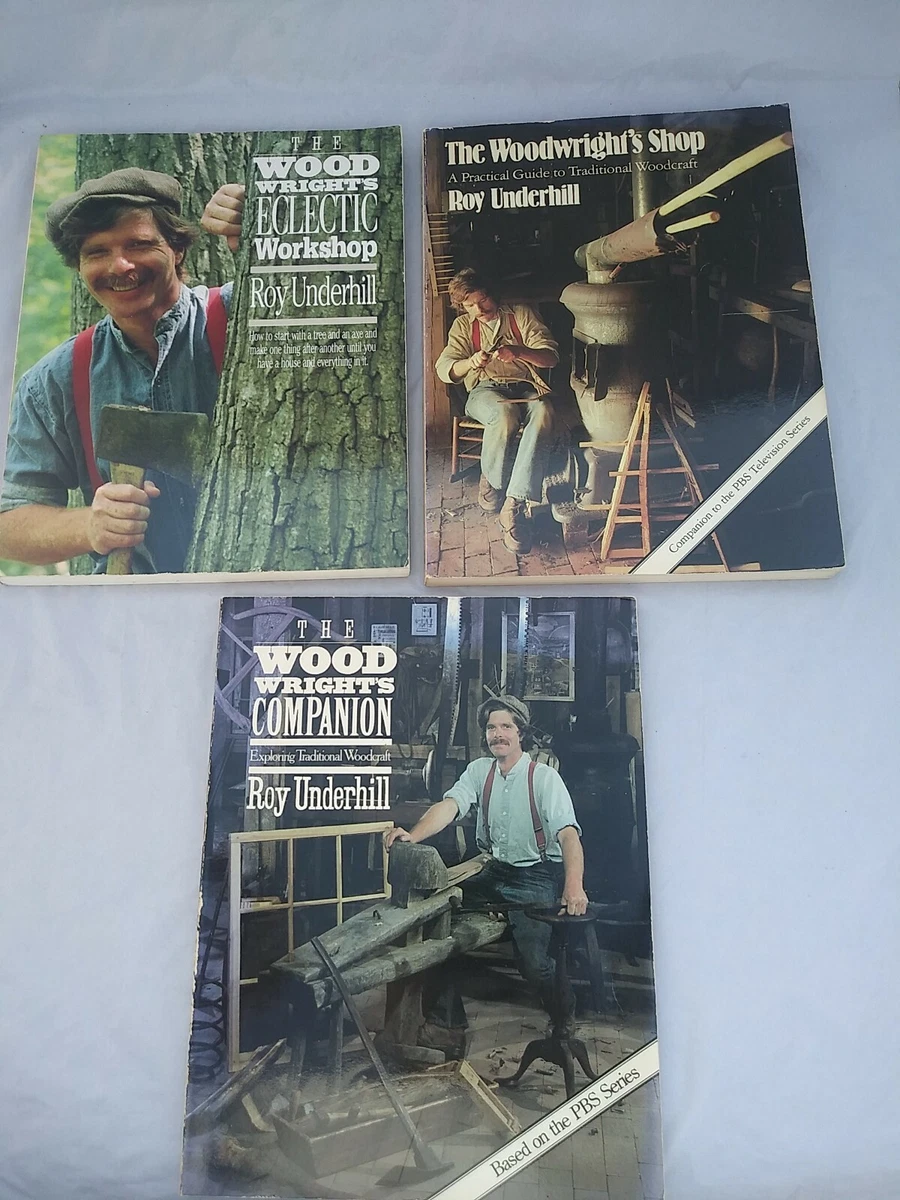 THE
WOOD
WRIGHT'S
ECLECTIC
Workshop
Roy Underhill
How to start with a tree and an axe and
make one thing after another until you
have a house and everything in it.
The Woodwright's Shop
A Practical Guide to Traditional Woodcraft
Roy Underhill
Companion to the PBS Television Series
THE
WOOD
WRIGHT'S
COMPANION
Exploring Traditional Woodcraft
Roy Underhill
Based on the PBS Series